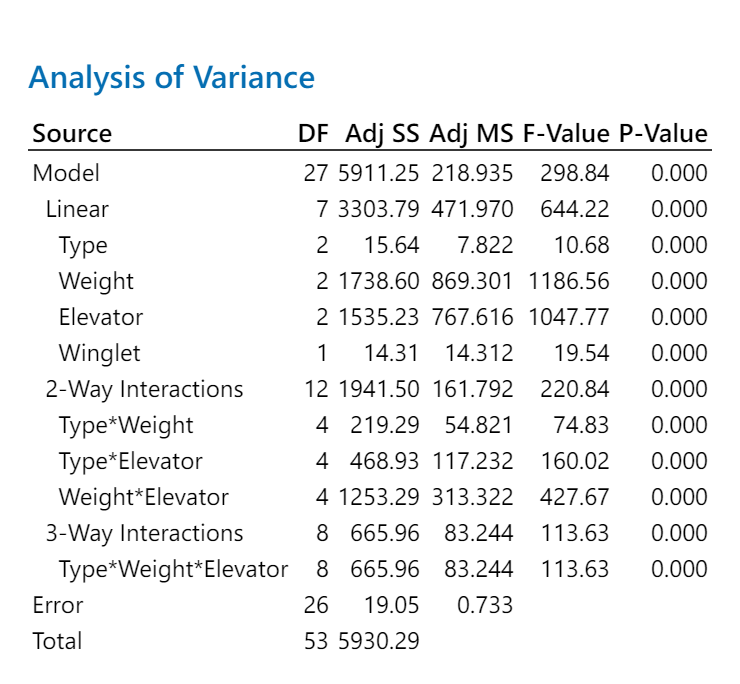 Analysis of Variance
Source DF Adj SS Adj MS F-Value P-Value
Model 27 5911.25 218.935 298.84 0.000
Linear 7 3303.79 471.970 644.22 0.000
Type 2 15.64 7.822 10.68 0.000
Weight 2 1738.60 869.301 1186.56 0.000
Elevator 2 1535.23 767.616 1047.77 0.000
Winglet 1 14.31 14.312 19.54 0.000
2-Way Interactions 12 1941.50 161.792 220.84 0.000
Type*Weight 4 219.29 54.821 74.83 0.000
Type*Elevator 4 468.93 117.232 160.02 0.000
Weight*Elevator 4 1253.29 313.322 427.67 0.000
3-Way Interactions 8 665.96 83.244 113.63 0.000
Type*Weight*Elevator 8 665.96 83.244 113.63 0.000
Error 26 19.05 0.733
Total 53 5930.29